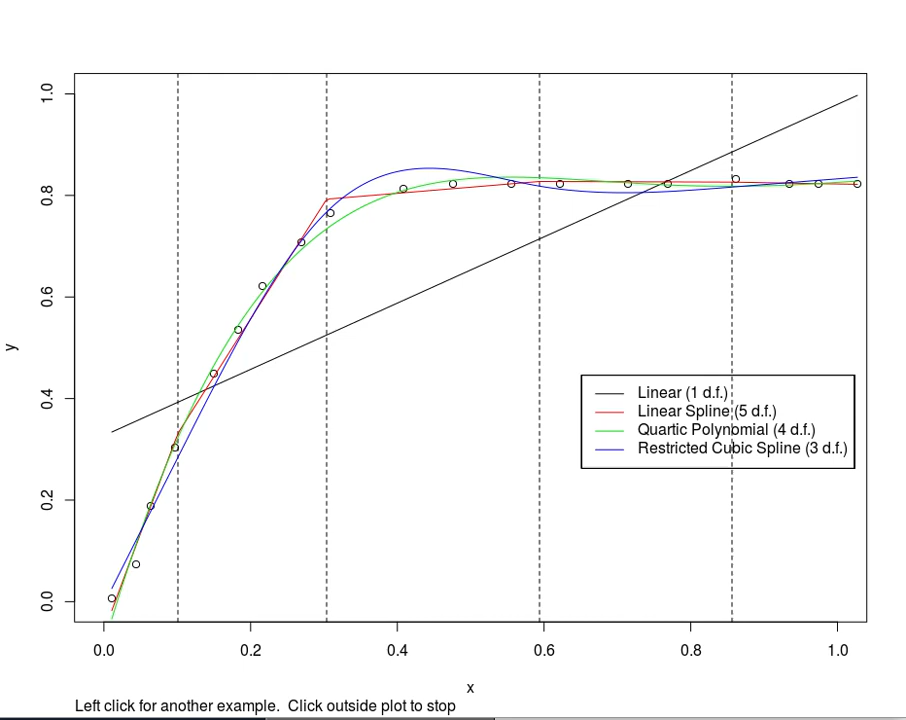 1.0
0.8
0.6
0.4
0.2
0.0
y
Linear (1 d.f.)
Linear Spline (5 d.f.)
Quartic Polynomial (4 d.f.)
Restricted Cubic Spline (3 d.f.)
0.0 0.2 0.4 0.6 0.8 1.0
x
Left click for another example. Click outside plot to stop